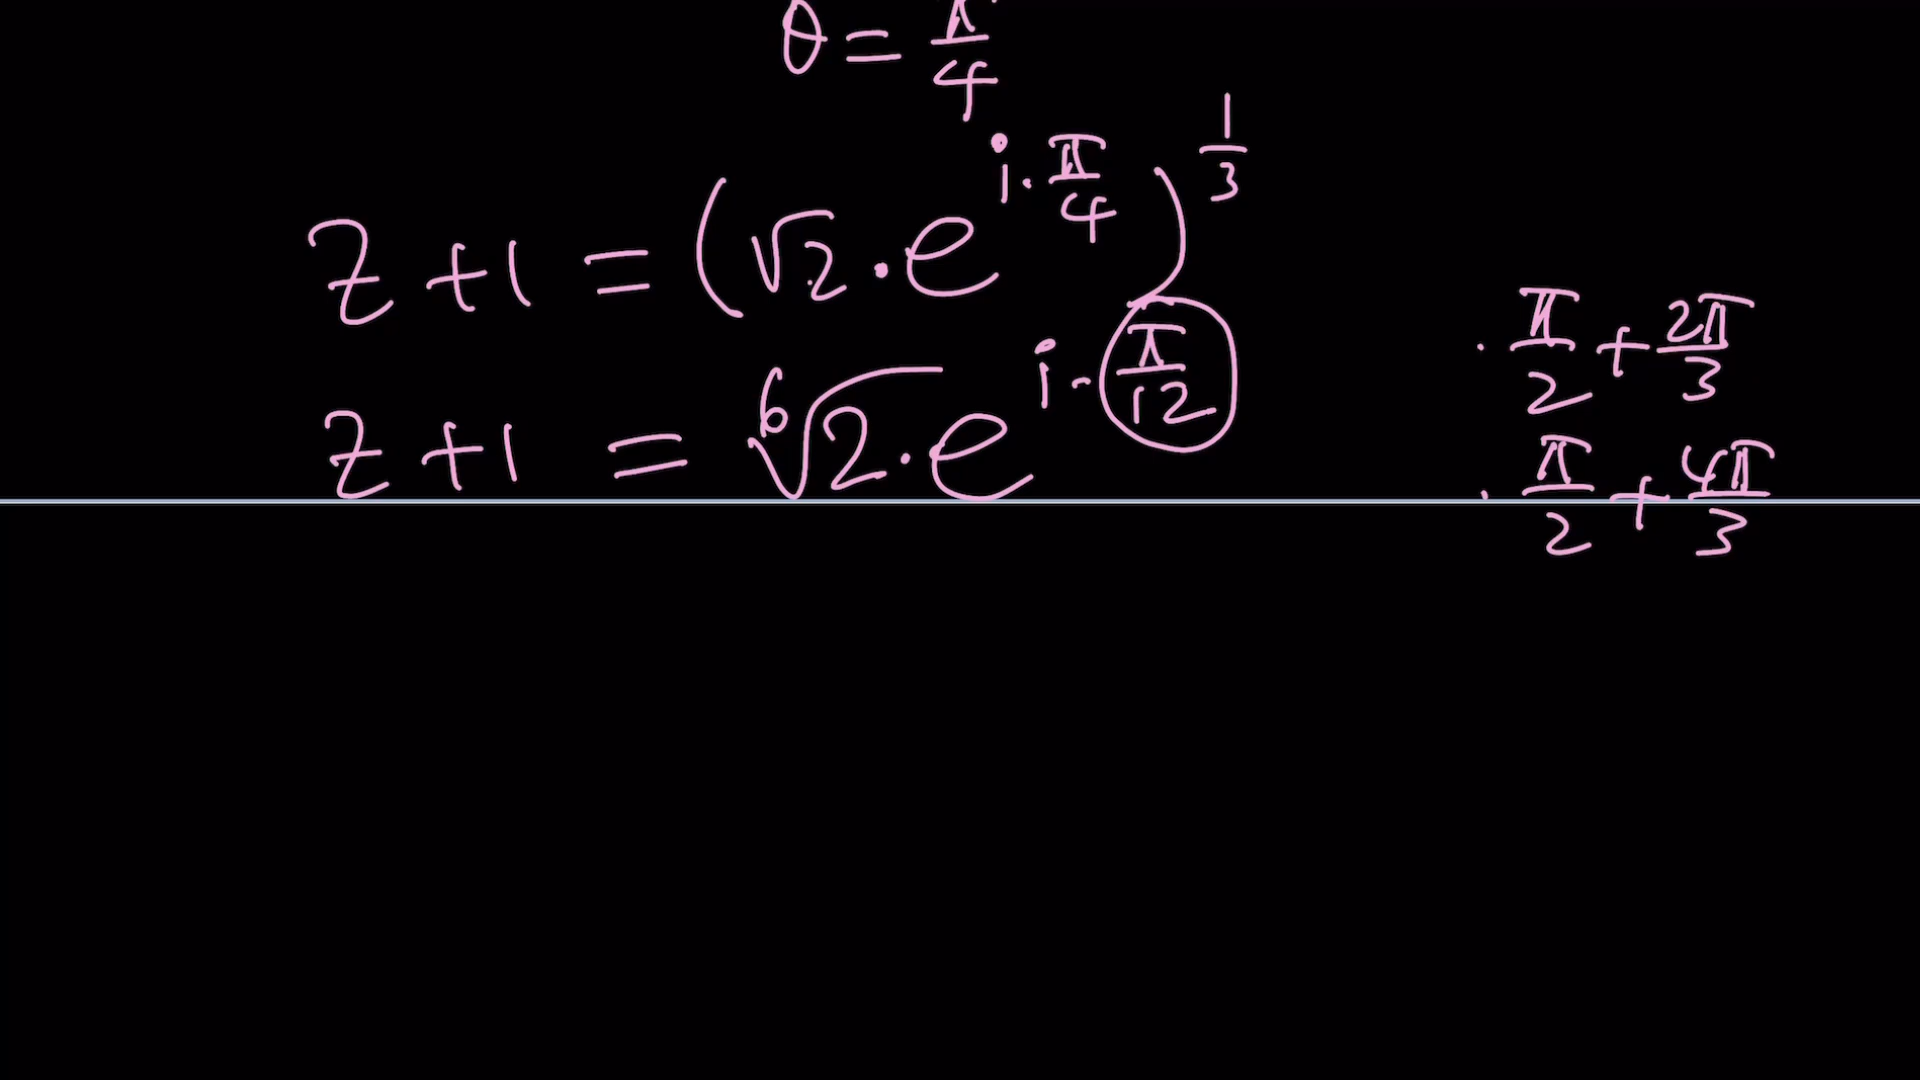 θ = π/4
z + 1 = (√2 · e^(i · π/4))^(1/3)
z + 1 = ⁶√2 · e^(i · π/12)
· π/2 + 2π/3
· π/2 + 4π/3